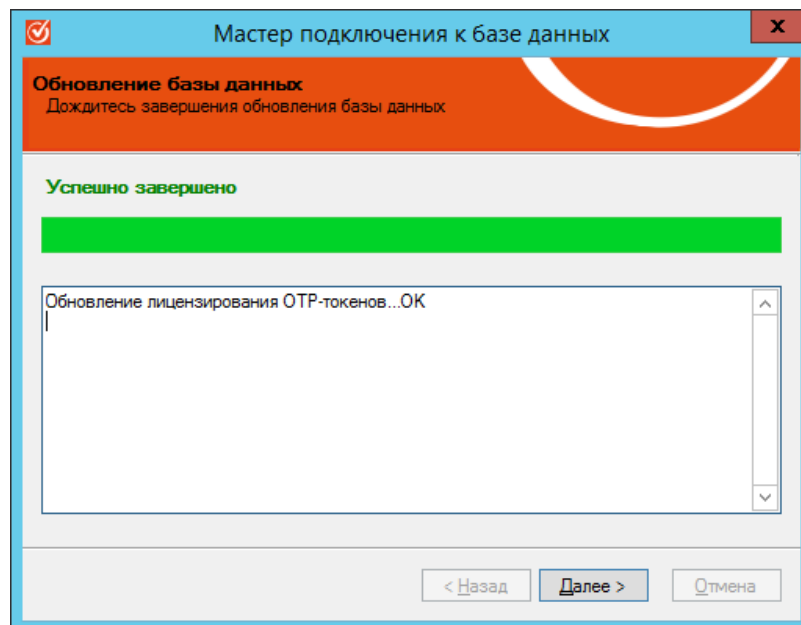 Мастер подключения к базе данных
x
Обновление базы данных
Дождитесь завершения обновления базы данных
Успешно завершено
Обновление лицензирования OTP-токенов...OK
< Назад
Далее >
Отмена